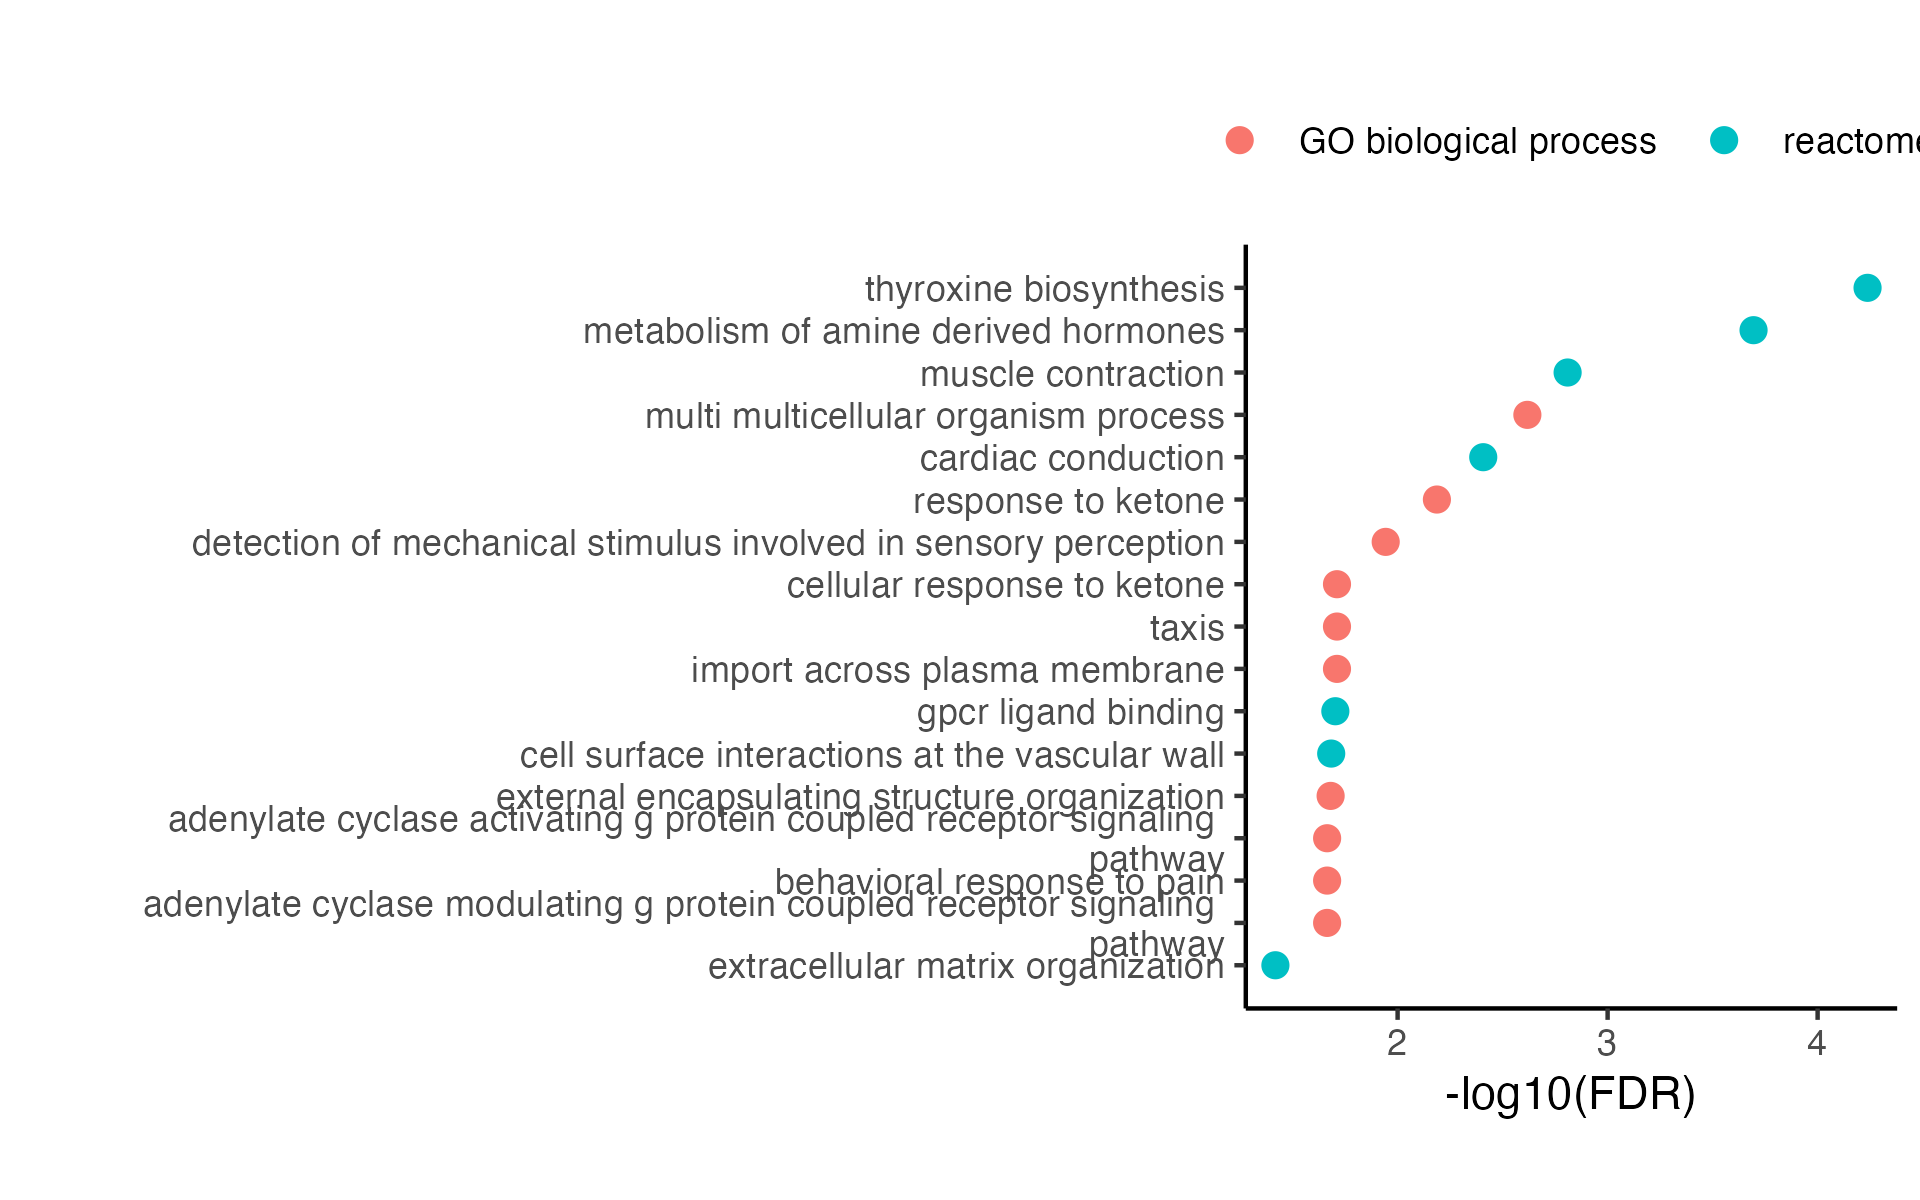 GO biological process reactome
thyroxine biosynthesis
metabolism of amine derived hormones
muscle contraction
multi multicellular organism process
cardiac conduction
response to ketone
detection of mechanical stimulus involved in sensory perception
cellular response to ketone
taxis
import across plasma membrane
gpcr ligand binding
cell surface interactions at the vascular wall
external encapsulating structure organization
adenylate cyclase activating g protein coupled receptor signaling
pathway
behavioral response to pain
adenylate cyclase modulating g protein coupled receptor signaling
pathway
extracellular matrix organization
2 3 4
-log10(FDR)